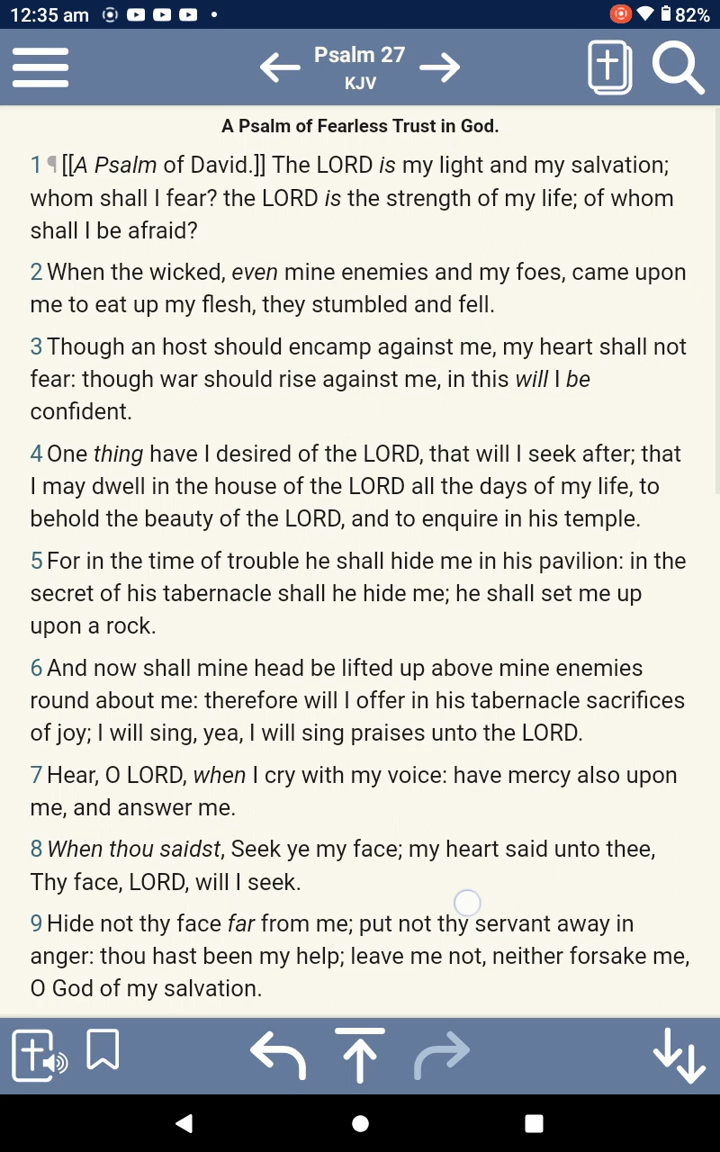 12:35 am 82%
Psalm 27
KJV
A Psalm of Fearless Trust in God.
1 ¶ [[A Psalm of David.]] The LORD is my light and my salvation;
whom shall I fear? the LORD is the strength of my life; of whom
shall I be afraid?
2 When the wicked, even mine enemies and my foes, came upon
me to eat up my flesh, they stumbled and fell.
3 Though an host should encamp against me, my heart shall not
fear: though war should rise against me, in this will I be
confident.
4 One thing have I desired of the LORD, that will I seek after; that
I may dwell in the house of the LORD all the days of my life, to
behold the beauty of the LORD, and to enquire in his temple.
5 For in the time of trouble he shall hide me in his pavilion: in the
secret of his tabernacle shall he hide me; he shall set me up
upon a rock.
6 And now shall mine head be lifted up above mine enemies
round about me: therefore will I offer in his tabernacle sacrifices
of joy; I will sing, yea, I will sing praises unto the LORD.
7 Hear, O LORD, when I cry with my voice: have mercy also upon
me, and answer me.
8 When thou saidst, Seek ye my face; my heart said unto thee,
Thy face, LORD, will I seek.
9 Hide not thy face far from me; put not thy servant away in
anger: thou hast been my help; leave me not, neither forsake me,
O God of my salvation.